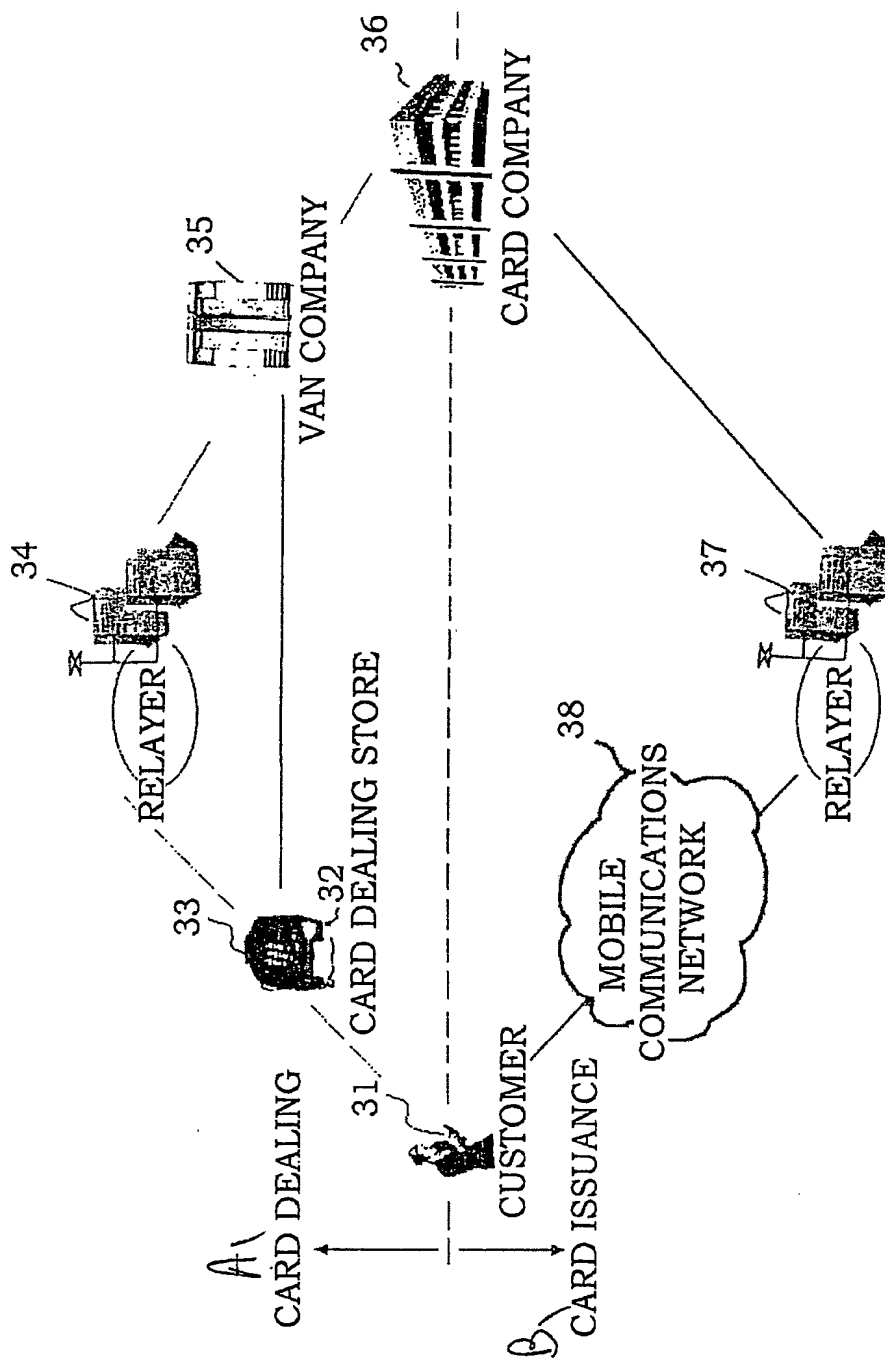 A
CARD DEALING
B
CARD ISSUANCE
31
CUSTOMER
33
32
CARD DEALING STORE
34
RELAYER
35
VAN COMPANY
36
CARD COMPANY
38
MOBILE
COMMUNICATIONS
NETWORK
37
RELAYER